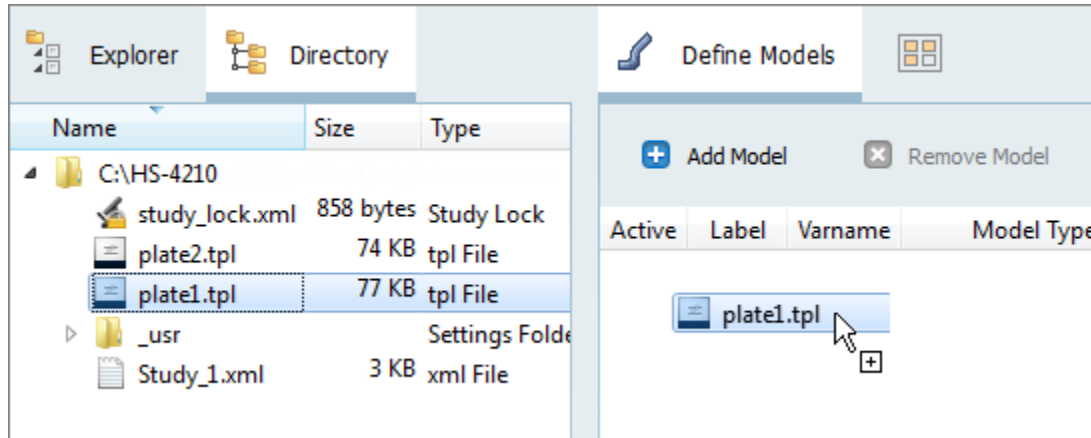 Explorer Directory Define Models
Name Size Type
Add Model Remove Model
C:\HS-4210
study_lock.xml 858 bytes Study Lock
Active Label Varname Model Type
plate2.tpl 74 KB tpl File
plate1.tpl 77 KB tpl File
plate1.tpl
_usr Settings Folde
Study_1.xml 3 KB xml File